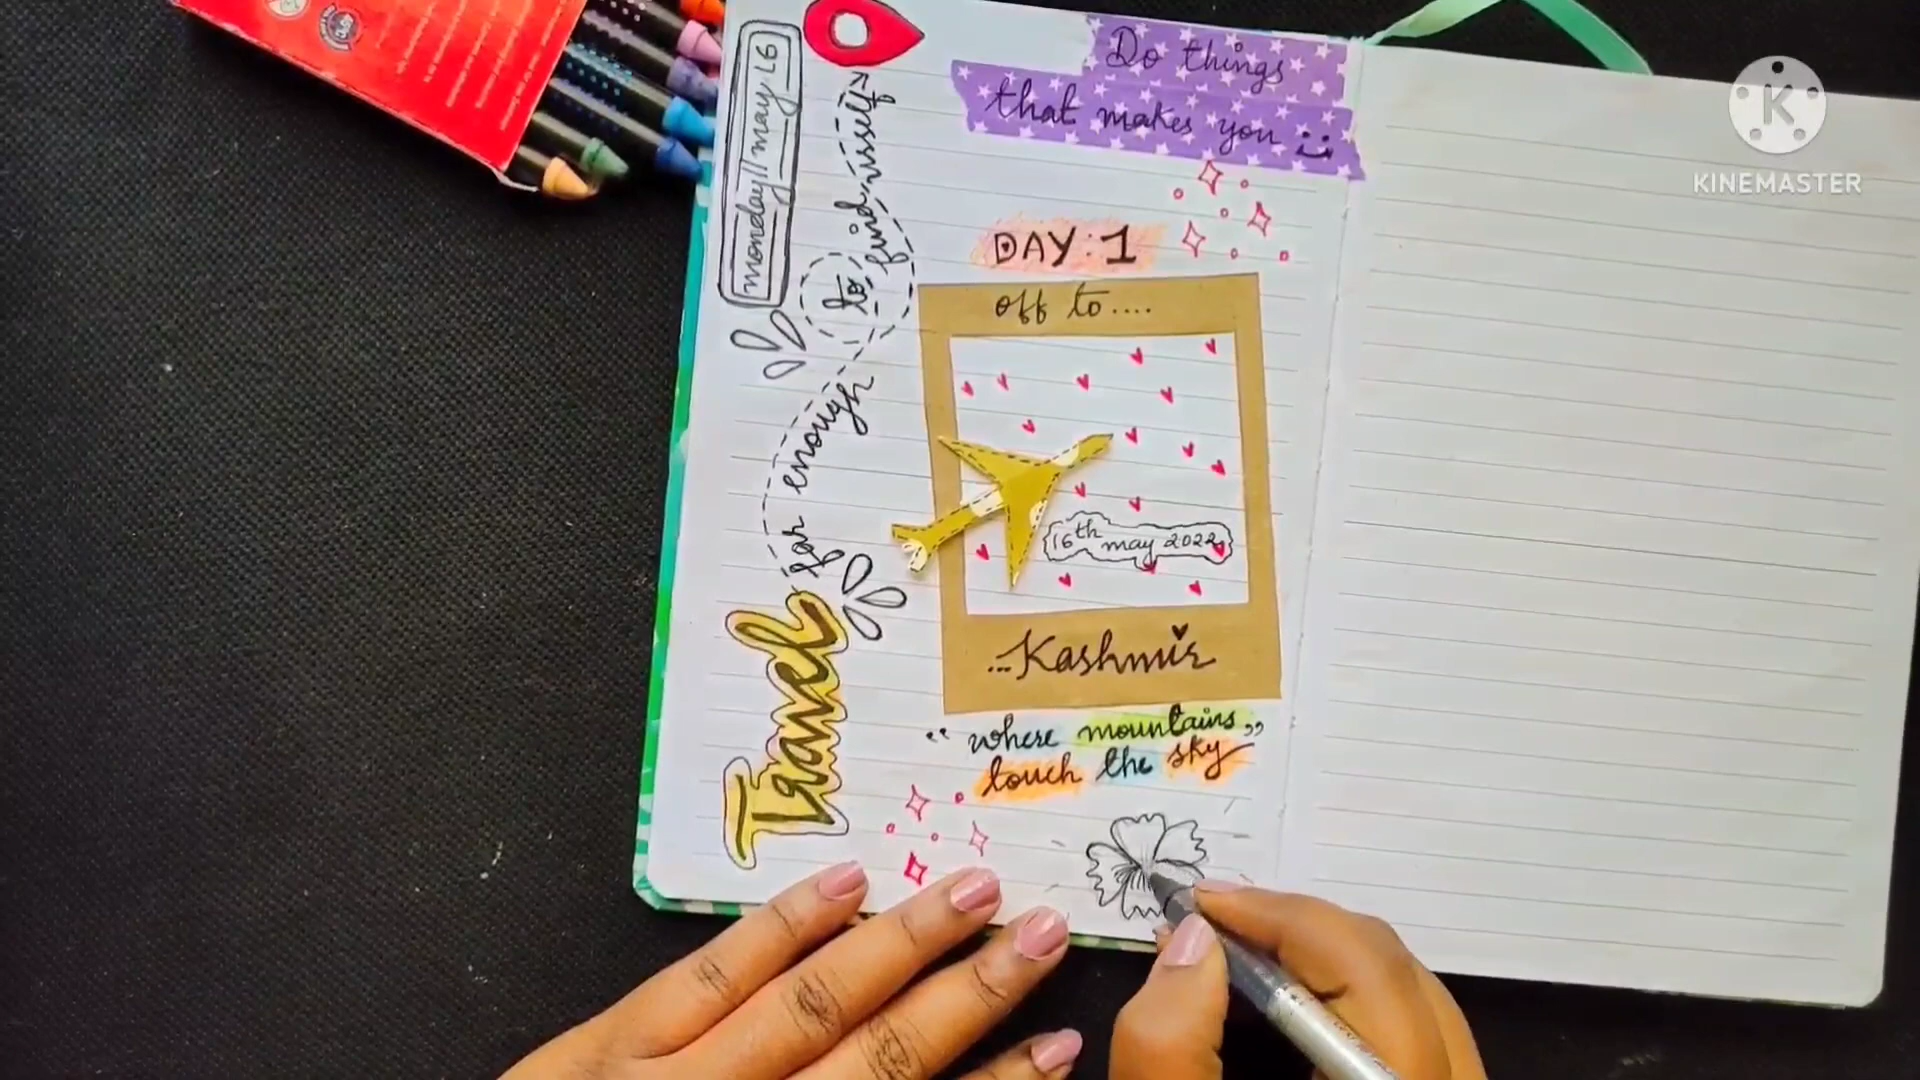 Do things
that makes you
monday//may 16
DAY:1
off to....
16th may 2022
...Kashmir
"where mountains"
touch the sky
Travel
far enough
to
find
KINEMASTER